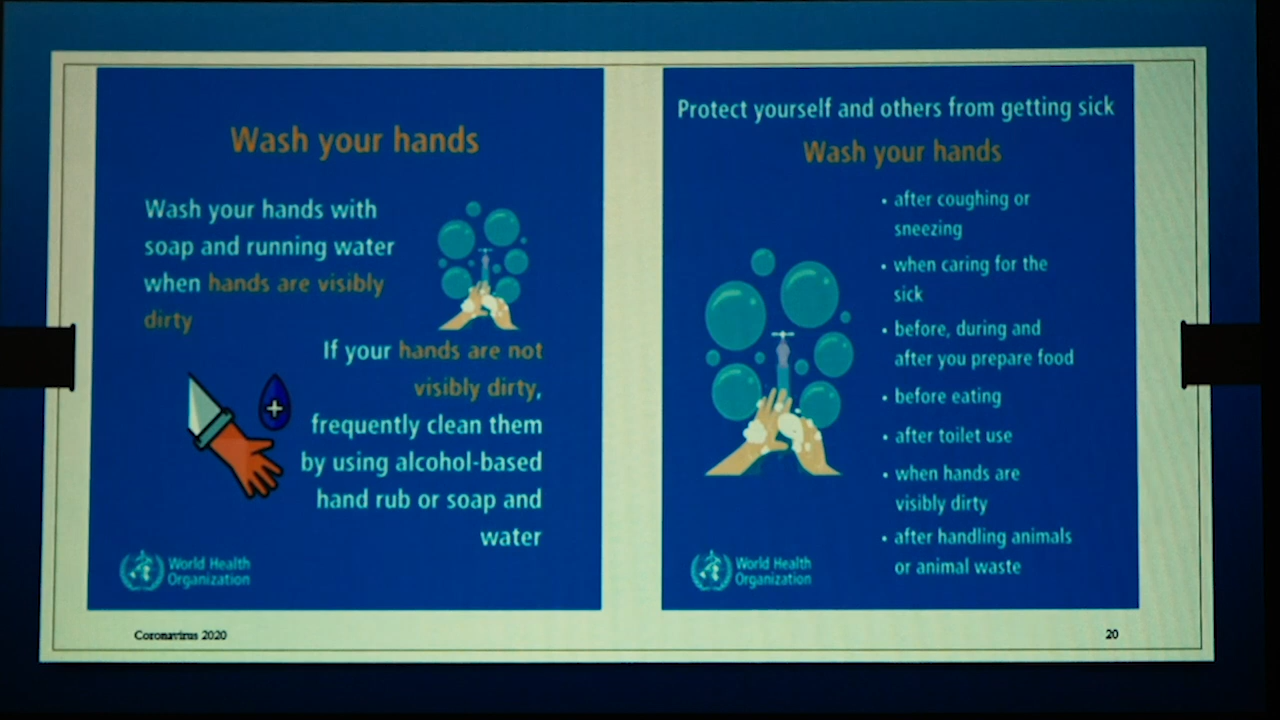 Wash your hands
Wash your hands with
soap and running water
when hands are visibly
dirty
If your hands are not
visibly dirty,
frequently clean them
by using alcohol-based
hand rub or soap and
water
World Health
Organization
Protect yourself and others from getting sick
Wash your hands
• after coughing or
sneezing
• when caring for the
sick
• before, during and
after you prepare food
• before eating
• after toilet use
• when hands are
visibly dirty
• after handling animals
or animal waste
World Health
Organization
Coronavirus 2020
20